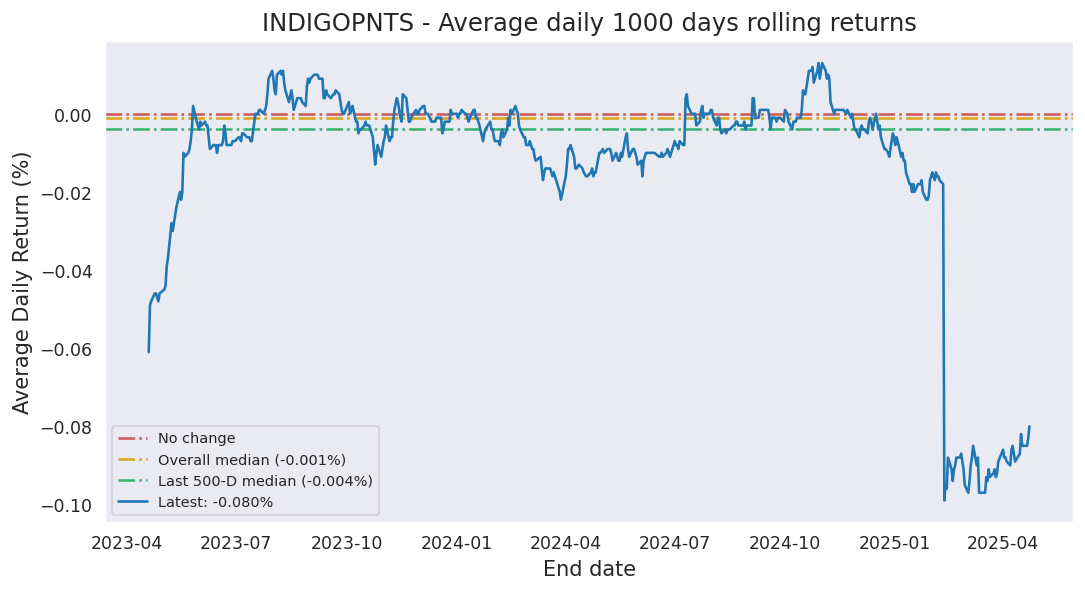 INDIGOPNTS - Average daily 1000 days rolling returns
Average Daily Return (%)
0.00
−0.02
−0.04
−0.06
−0.08
−0.10
No change
Overall median (-0.001%)
Last 500-D median (-0.004%)
Latest: -0.080%
2023-04 2023-07 2023-10 2024-01 2024-04 2024-07 2024-10 2025-01 2025-04
End date